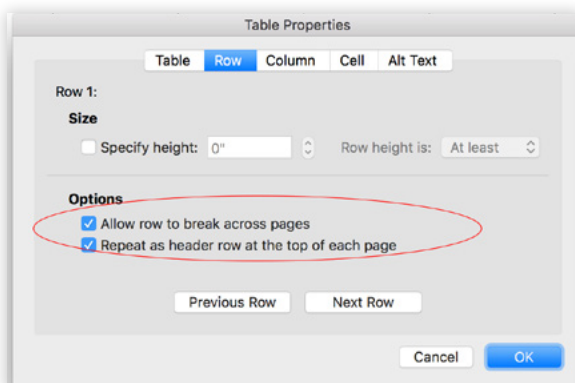 Table Properties
Table Row Column Cell Alt Text
Row 1:
Size
Specify height: 0" Row height is: At least
Options
Allow row to break across pages
Repeat as header row at the top of each page
Previous Row Next Row
Cancel OK